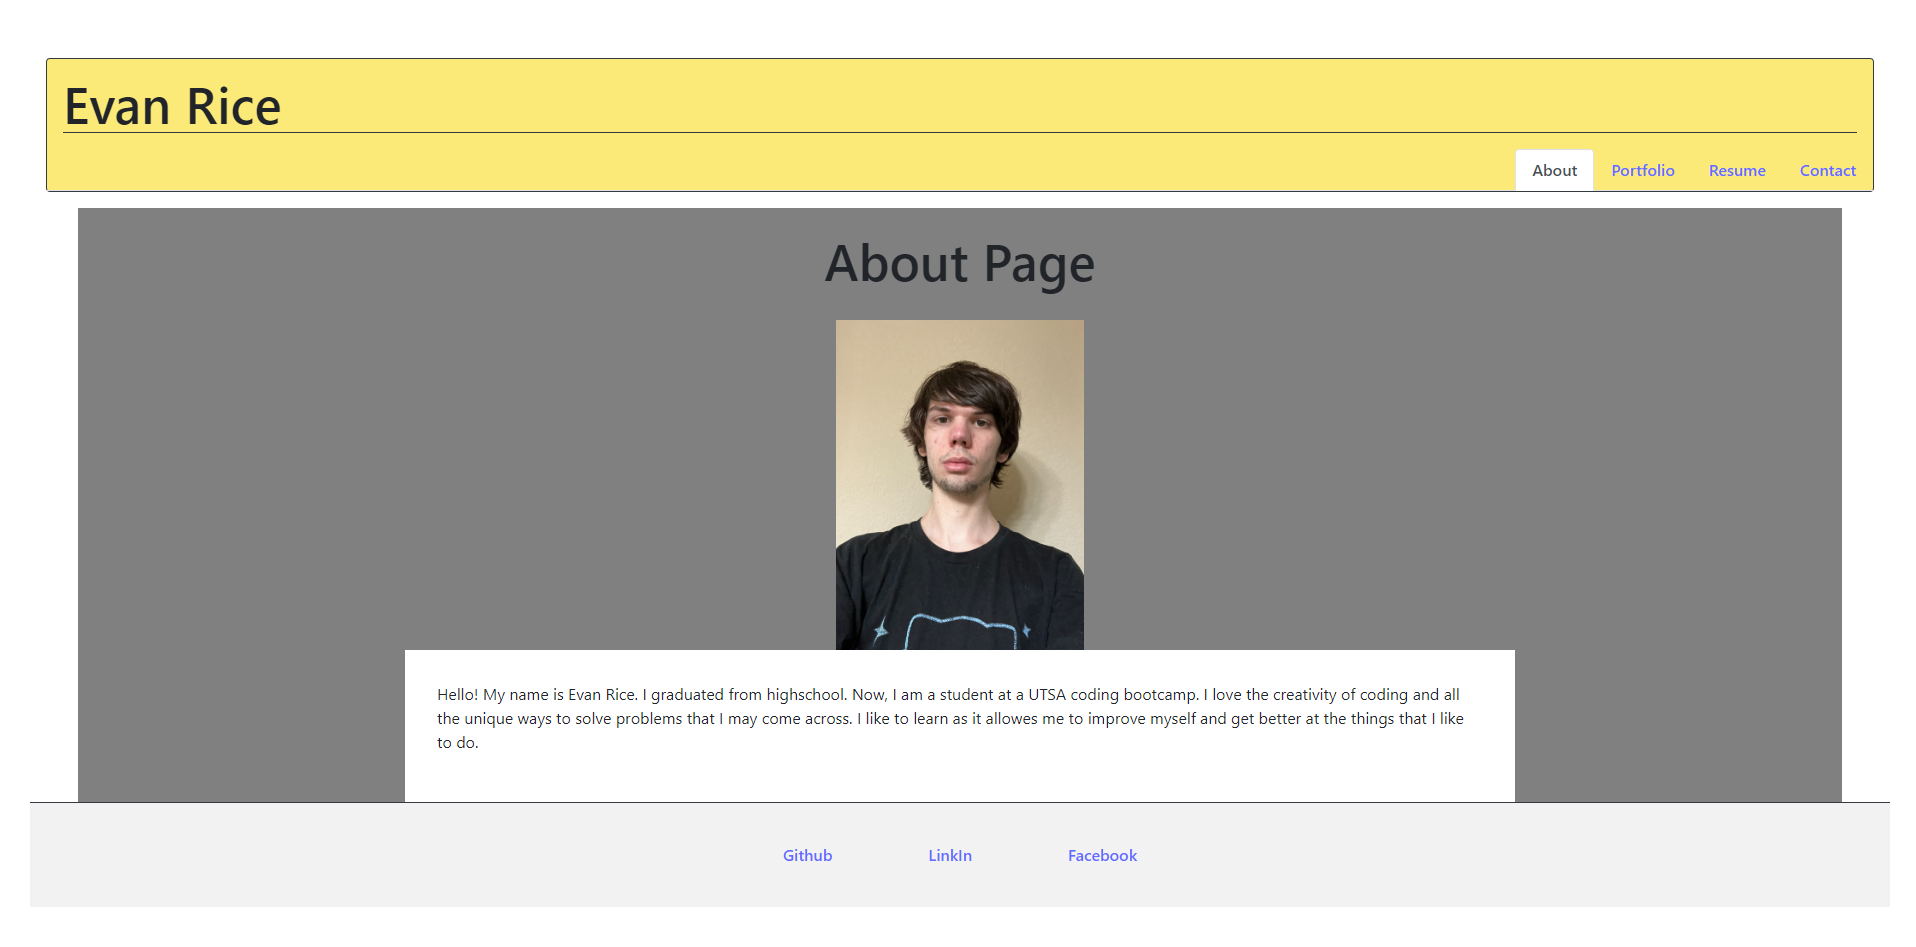 Evan Rice
About Portfolio Resume Contact
About Page
Hello! My name is Evan Rice. I graduated from highschool. Now, I am a student at a UTSA coding bootcamp. I love the creativity of coding and all
the unique ways to solve problems that I may come across. I like to learn as it allowes me to improve myself and get better at the things that I like
to do.
Github LinkIn Facebook